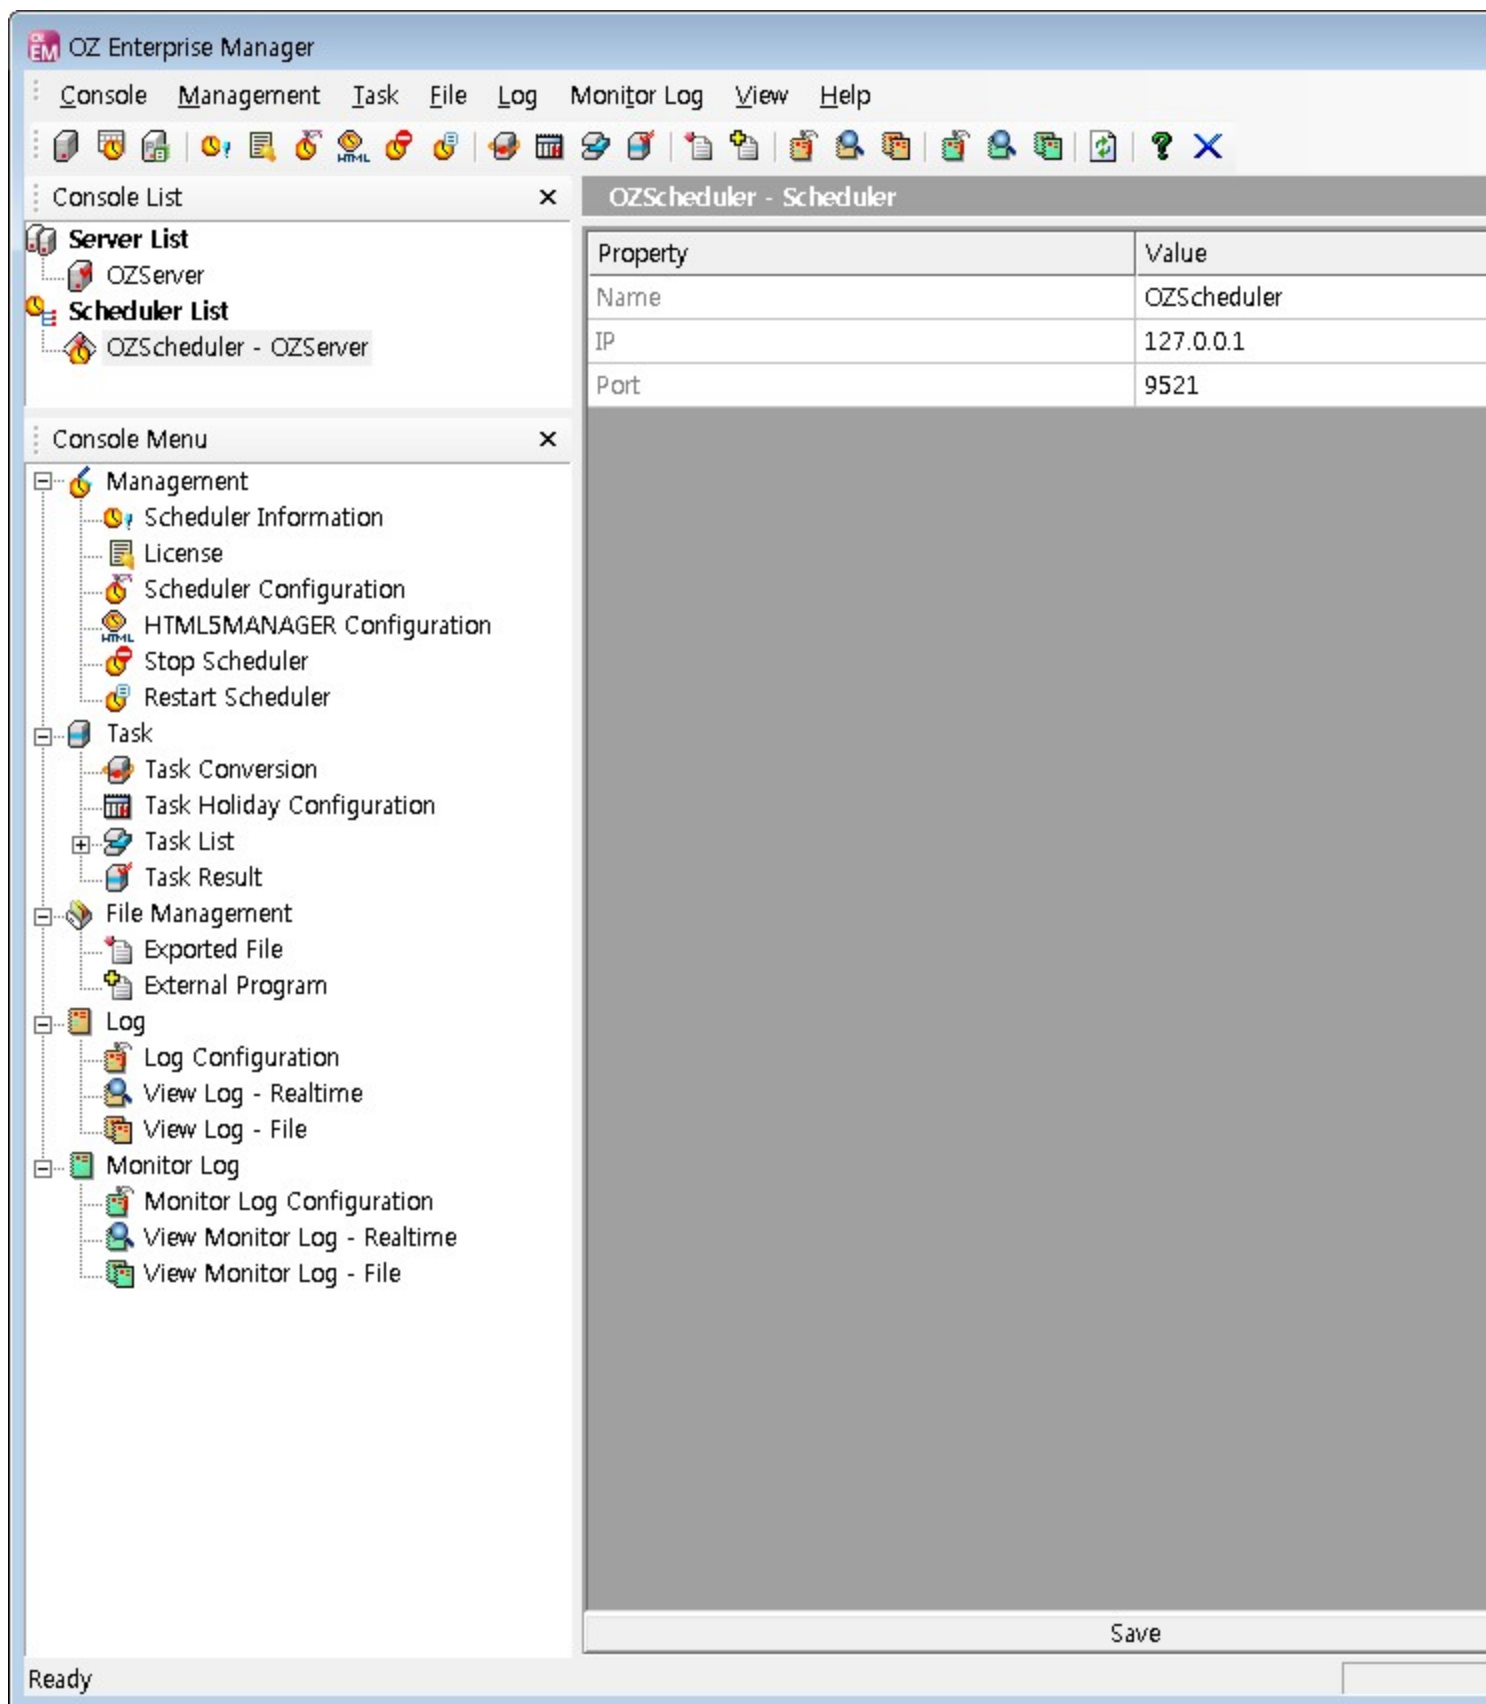 OZ Enterprise Manager
Console Management Task File Log Monitor Log View Help
Console List
OZScheduler - Scheduler
Server List
OZServer
Scheduler List
OZScheduler - OZServer
Property Value
Name OZScheduler
IP 127.0.0.1
Port 9521
Console Menu
Management
Scheduler Information
License
Scheduler Configuration
HTML5MANAGER Configuration
Stop Scheduler
Restart Scheduler
Task
Task Conversion
Task Holiday Configuration
Task List
Task Result
File Management
Exported File
External Program
Log
Log Configuration
View Log - Realtime
View Log - File
Monitor Log
Monitor Log Configuration
View Monitor Log - Realtime
View Monitor Log - File
Save
Ready